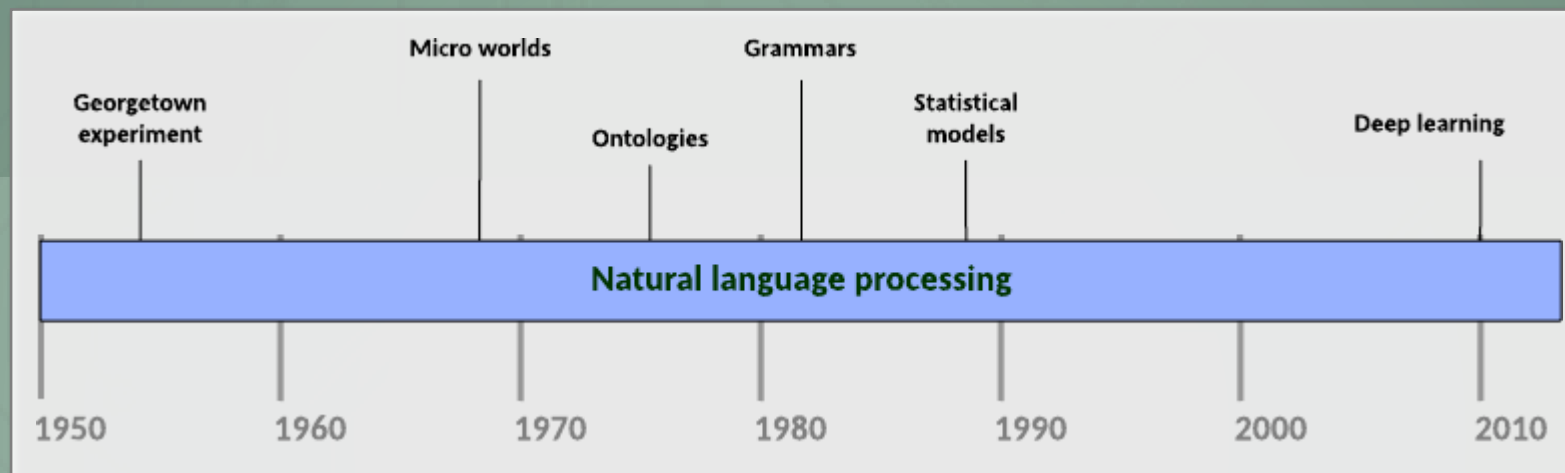 Micro worlds
Grammars
Georgetown
experiment
Statistical
models
Ontologies
Deep learning
Natural language processing
1950 1960 1970 1980 1990 2000 2010